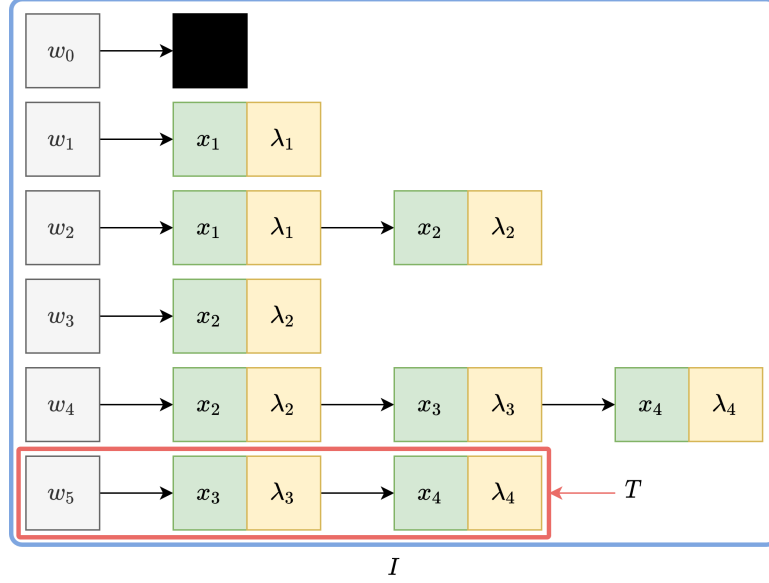 w₀
w₁ x₁ λ₁
w₂ x₁ λ₁ x₂ λ₂
w₃ x₂ λ₂
w₄ x₂ λ₂ x₃ λ₃ x₄ λ₄
w₅ x₃ λ₃ x₄ λ₄ T
I